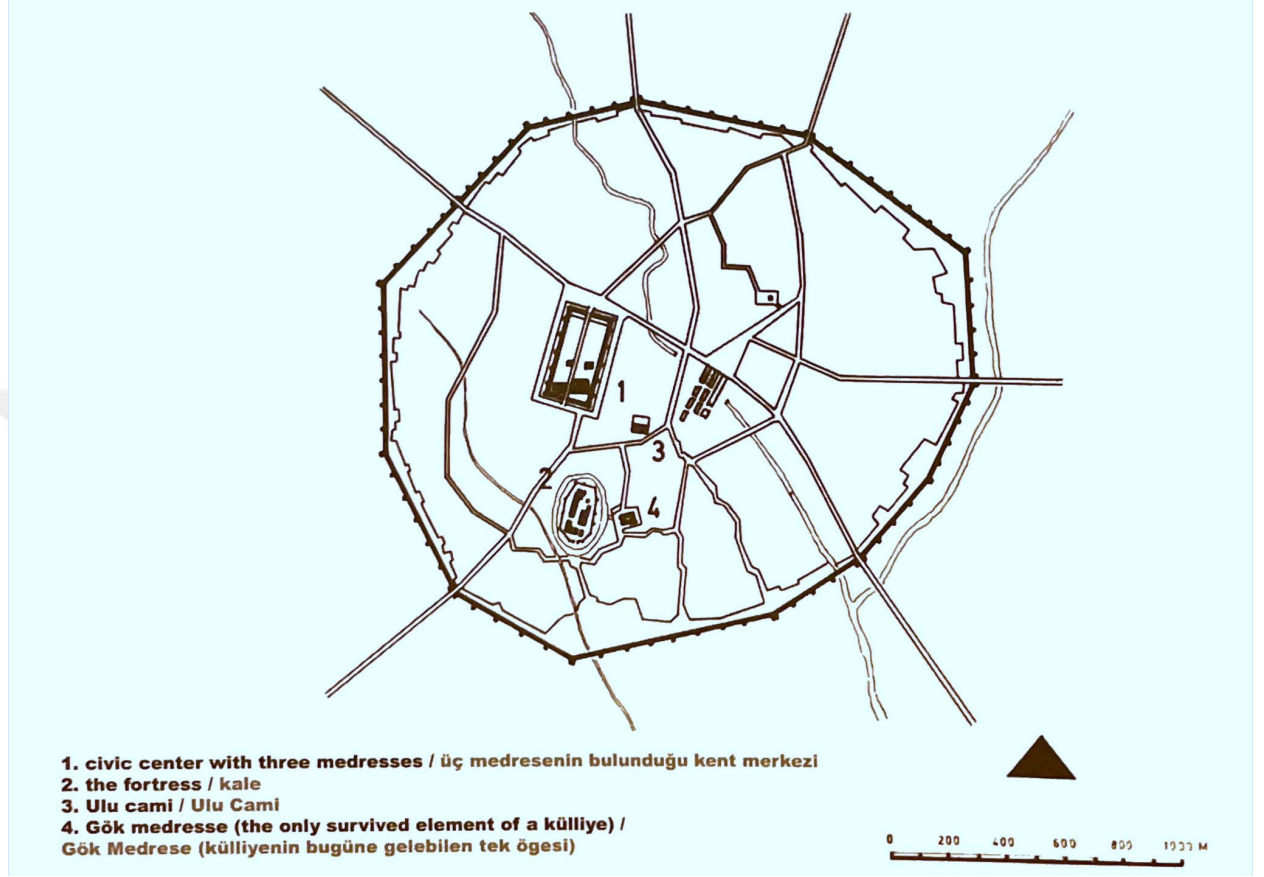 1
2
3
4
1. civic center with three medresses / üç medresenin bulunduğu kent merkezi
2. the fortress / kale
3. Ulu cami / Ulu Cami
4. Gök medresse (the only survived element of a külliye) /
Gök Medrese (külliyenin bugüne gelebilen tek ögesi)
0 200 400 600 800 1000 M